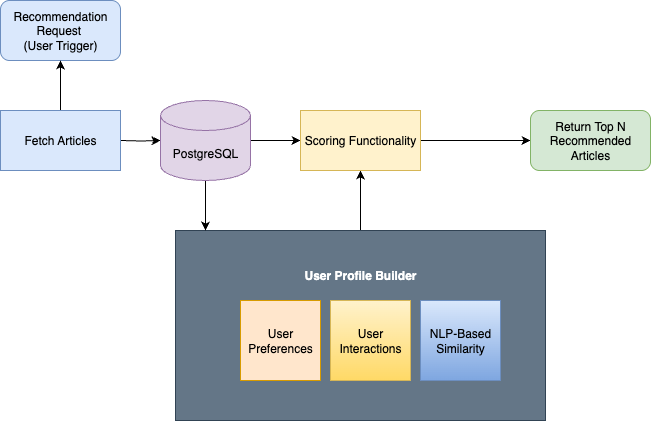 Recommendation
Request
(User Trigger)
Fetch Articles
PostgreSQL
Scoring Functionality
Return Top N
Recommended
Articles
User Profile Builder
User
Preferences
User
Interactions
NLP-Based
Similarity